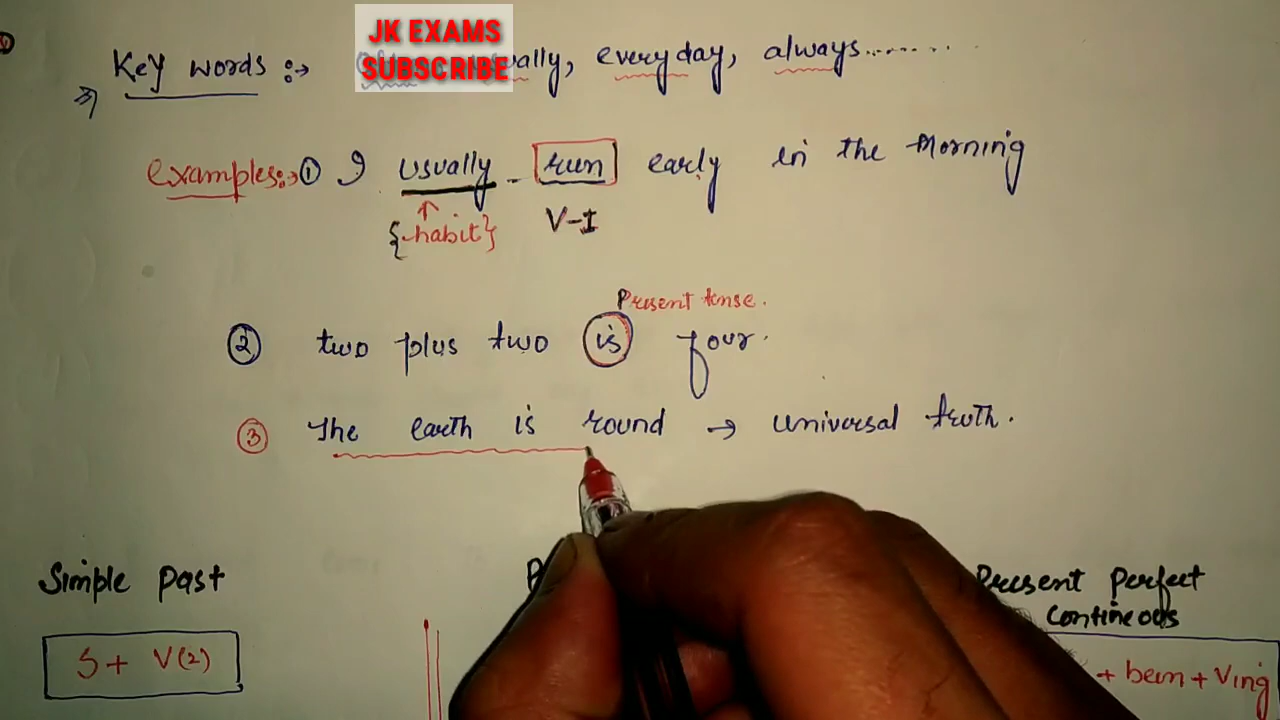 JK EXAMS
SUBSCRIBE
Key words :→ everyday, always........
Examples:→ ① I usually run early in the Morning
{habit} V-I
Present tense.
② two plus two is four.
③ The earth is round → universal truth.
Simple Past
Present Perfect
Contineous
S + V(2)
+ been + Ving